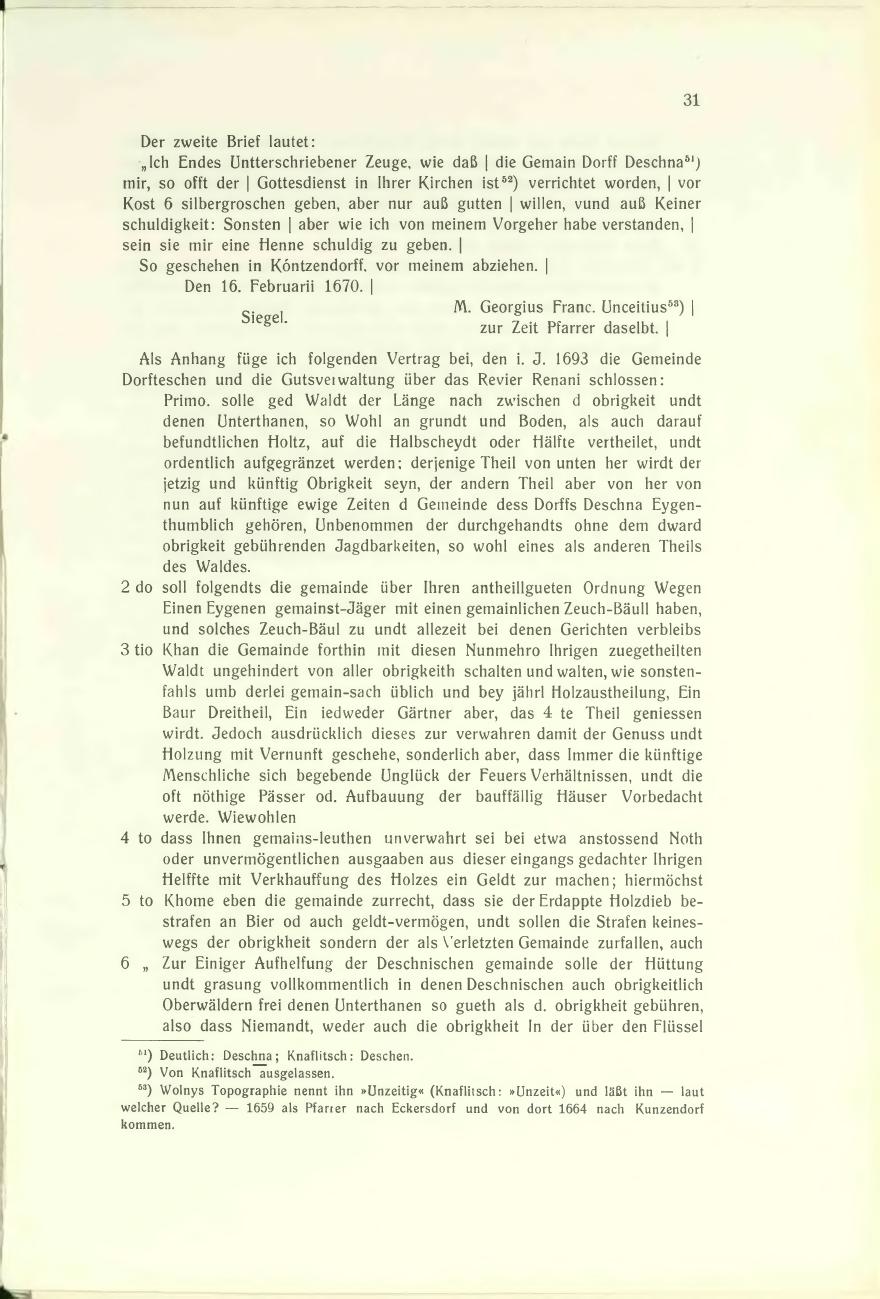 31
Der zweite Brief lautet:
„Ich Endes Untterschriebener Zeuge, wie daß | die Gemain Dorff Deschna⁵¹)
mir, so offt der | Gottesdienst in Ihrer Kirchen ist⁵²) verrichtet worden, | vor
Kost 6 silbergroschen geben, aber nur auß gutten | willen, vund auß Keiner
schuldigkeit: Sonsten | aber wie ich von meinem Vorgeher habe verstanden, |
sein sie mir eine Henne schuldig zu geben. |
So geschehen in Kóntzendorff, vor meinem abziehen. |
Den 16. Februarii 1670. |
M. Georgius Franc. Unceitius⁵³) |
Siegel.
zur Zeit Pfarrer daselbt. |
Als Anhang füge ich folgenden Vertrag bei, den i. J. 1693 die Gemeinde
Dorfteschen und die Gutsverwaltung über das Revier Renani schlossen:
Primo. solle ged Waldt der Länge nach zwischen d obrigkeit undt
denen Unterthanen, so Wohl an grundt und Boden, als auch darauf
befundtlichen Holtz, auf die Halbscheydt oder Hälfte vertheilet, undt
ordentlich aufgegränzet werden; derjenige Theil von unten her wirdt der
jetzig und künftig Obrigkeit seyn, der andern Theil aber von her von
nun auf künftige ewige Zeiten d Gemeinde dess Dorffs Deschna Eygen-
thumblich gehören, Unbenommen der durchgehandts ohne dem dward
obrigkeit gebührenden Jagdbarkeiten, so wohl eines als anderen Theils
des Waldes.
2 do soll folgendts die gemainde über Ihren antheillgueten Ordnung Wegen
Einen Eygenen gemainst-Jäger mit einen gemainlichen Zeuch-Bäull haben,
und solches Zeuch-Bäul zu undt allezeit bei denen Gerichten verbleibs
3 tio Khan die Gemainde forthin mit diesen Nunmehro Ihrigen zuegetheilten
Waldt ungehindert von aller obrigkeith schalten und walten, wie sonsten-
fahls umb derlei gemain-sach üblich und bey jährl Holzaustheilung, Ein
Baur Dreitheil, Ein iedweder Gärtner aber, das 4 te Theil geniessen
wirdt. Jedoch ausdrücklich dieses zur verwahren damit der Genuss undt
Holzung mit Vernunft geschehe, sonderlich aber, dass Immer die künftige
Menschliche sich begebende Unglück der Feuers Verhältnissen, undt die
oft nöthige Pässer od. Aufbauung der bauffällig Häuser Vorbedacht
werde. Wiewohlen
4 to dass Ihnen gemains-leuthen unverwahrt sei bei etwa anstossend Noth
oder unvermögentlichen ausgaaben aus dieser eingangs gedachter Ihrigen
Helffte mit Verkhauffung des Holzes ein Geldt zur machen; hiermöchst
5 to Khome eben die gemainde zurrecht, dass sie der Erdappte Holzdieb be-
strafen an Bier od auch geldt-vermögen, undt sollen die Strafen keines-
wegs der obrigkheit sondern der als Verletzten Gemainde zurfallen, auch
6 „ Zur Einiger Aufhelfung der Deschnischen gemainde solle der Hüttung
undt grasung vollkommentlich in denen Deschnischen auch obrigkeitlich
Oberwäldern frei denen Unterthanen so gueth als d. obrigkheit gebühren,
also dass Niemandt, weder auch die obrigkheit In der über den Flüssel
⁵¹) Deutlich: Deschna; Knaflitsch: Deschen.
⁵²) Von Knaflitsch ausgelassen.
⁵³) Wolnys Topographie nennt ihn »Unzeitig« (Knaflitsch: »Unzeit«) und läßt ihn — laut
welcher Quelle? — 1659 als Pfarrer nach Eckersdorf und von dort 1664 nach Kunzendorf
kommen.